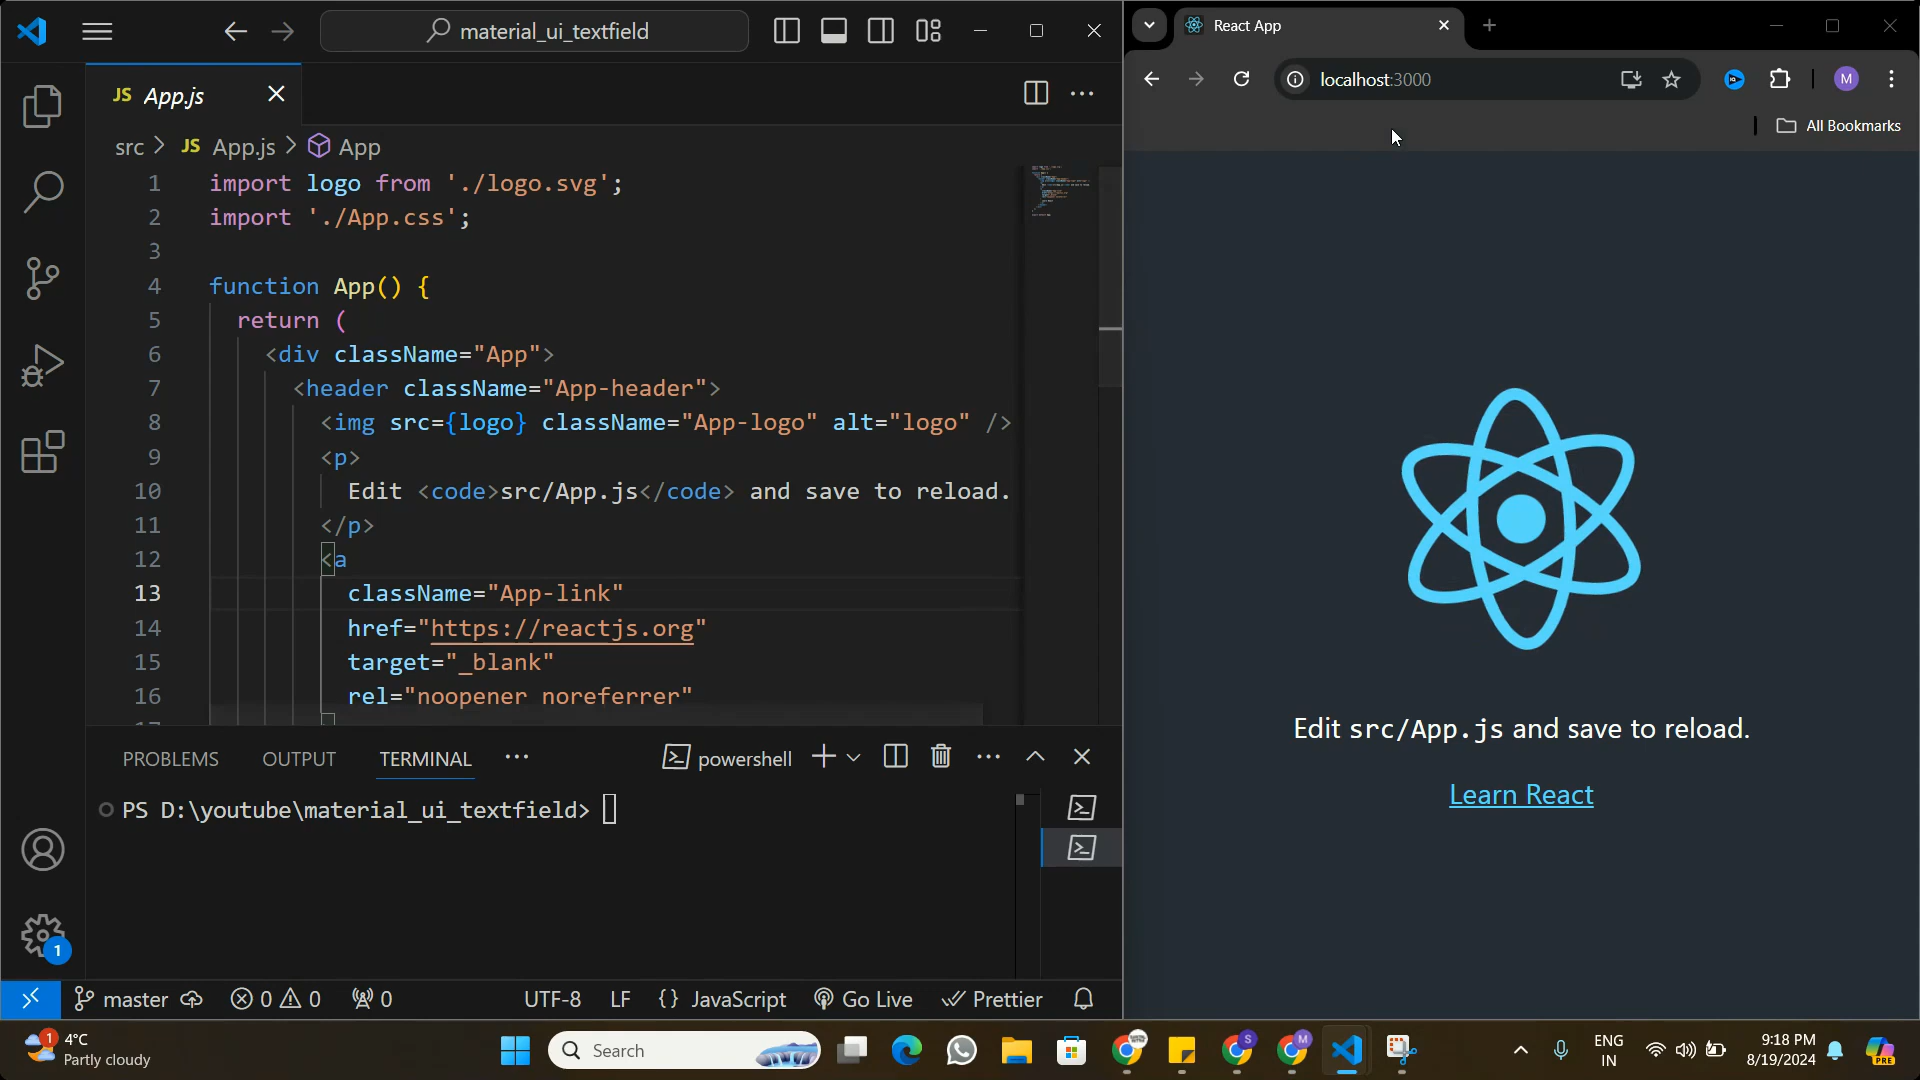 material_ui_textfield
JS App.js
src > JS App.js > App
1 import logo from './logo.svg';
2 import './App.css';
3
4 function App() {
5 return (
6 <div className="App">
7 <header className="App-header">
8 <img src={logo} className="App-logo" alt="logo" />
9 <p>
10 Edit <code>src/App.js</code> and save to reload.
11 </p>
12 <a
13 className="App-link"
14 href="https://reactjs.org"
15 target="_blank"
16 rel="noopener noreferrer"
PROBLEMS OUTPUT TERMINAL ··· powershell
PS D:\youtube\material_ui_textfield>
master 0 0 0 UTF-8 LF {} JavaScript Go Live Prettier
1
React App
localhost:3000
M
All Bookmarks
Edit src/App.js and save to reload.
Learn React
1
4°C
Partly cloudy
Search
S
M
ENG
IN
9:18 PM
8/19/2024
PRE